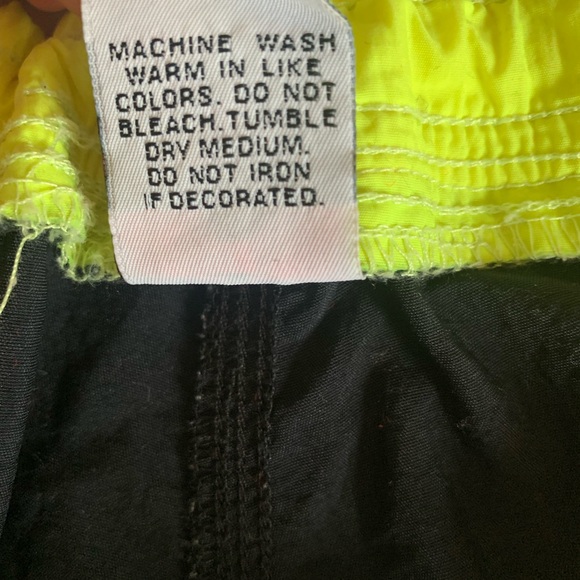 MACHINE WASH
WARM IN LIKE
COLORS. DO NOT
BLEACH.TUMBLE
DRY MEDIUM.
DO NOT IRON
IF DECORATED.